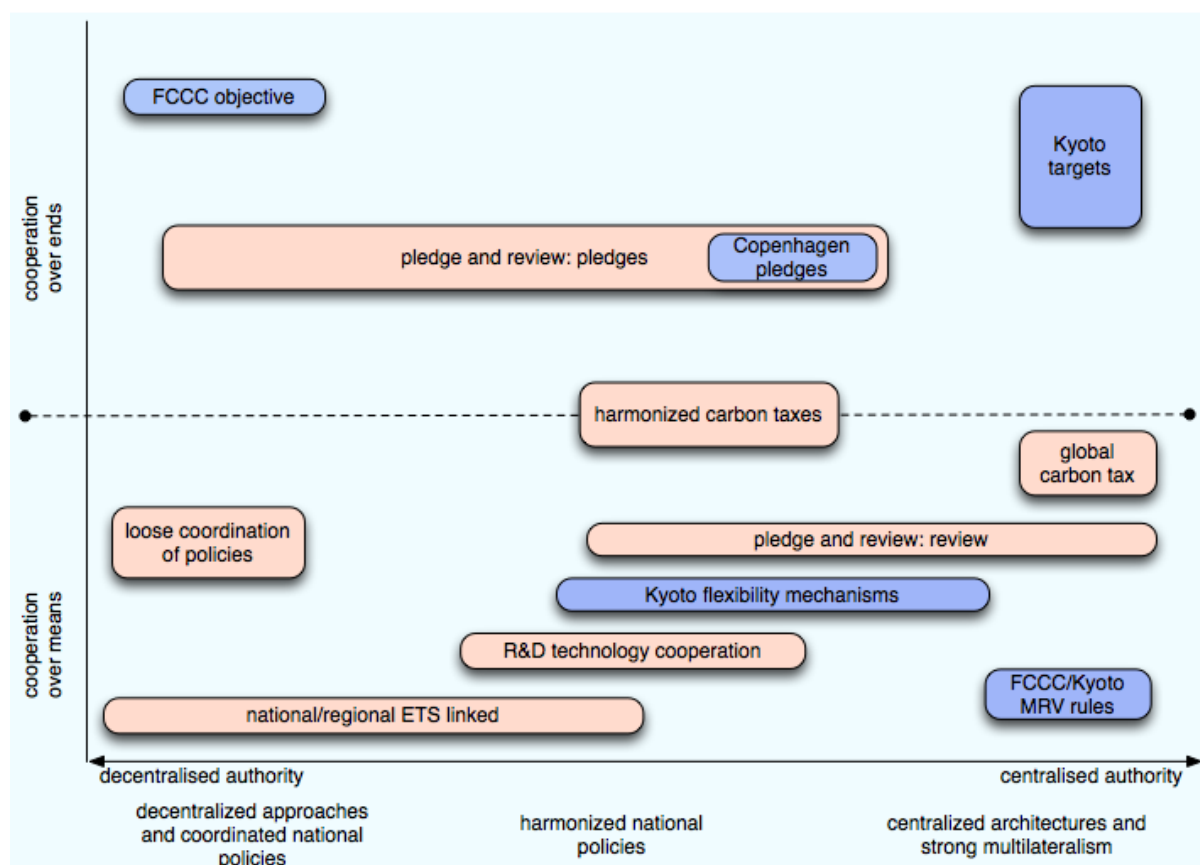 FCCC objective
Kyoto
targets
cooperation
over ends
pledge and review: pledges
Copenhagen
pledges
harmonized carbon taxes
global
carbon tax
loose coordination
of policies
pledge and review: review
Kyoto flexibility mechanisms
cooperation
over means
R&D technology cooperation
FCCC/Kyoto
MRV rules
national/regional ETS linked
decentralised authority
centralised authority
decentralized approaches
and coordinated national
policies
harmonized national
policies
centralized architectures and
strong multilateralism